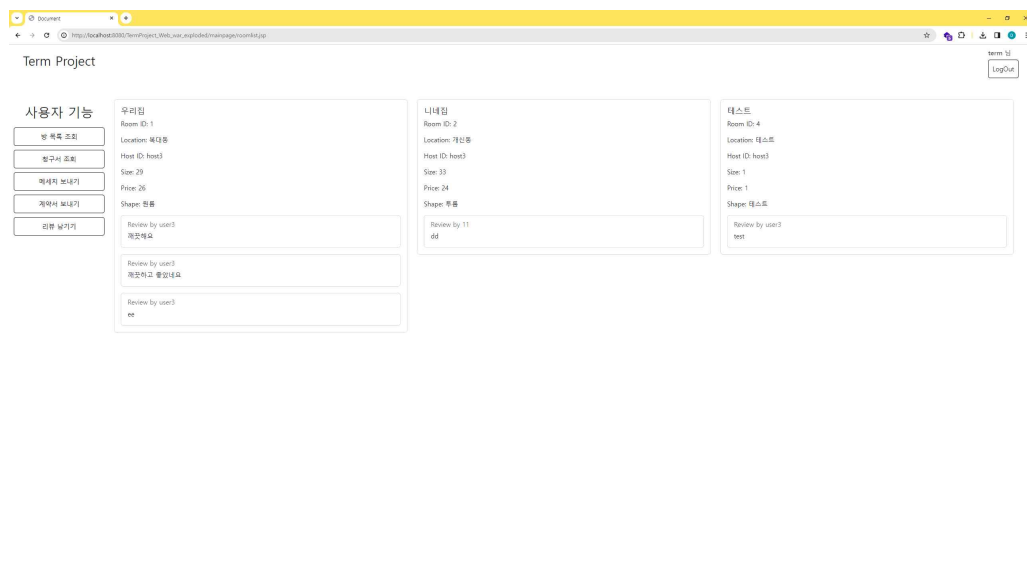 Document
http://localhost:8080/TermProject_Web_war_exploded/mainpage/roomlist.jsp
Term Project
term 님
LogOut
사용자 기능
방 목록 조회
청구서 조회
메세지 보내기
계약서 보내기
리뷰 남기기
우리집
Room ID: 1
Location: 복대동
Host ID: host3
Size: 29
Price: 26
Shape: 원룸
Review by user3
깨끗해요
Review by user3
깨끗하고 좋았네요
Review by user3
ee
니네집
Room ID: 2
Location: 개신동
Host ID: host3
Size: 33
Price: 24
Shape: 투룸
Review by 11
dd
테스트
Room ID: 4
Location: 테스트
Host ID: host3
Size: 1
Price: 1
Shape: 테스트
Review by user3
test